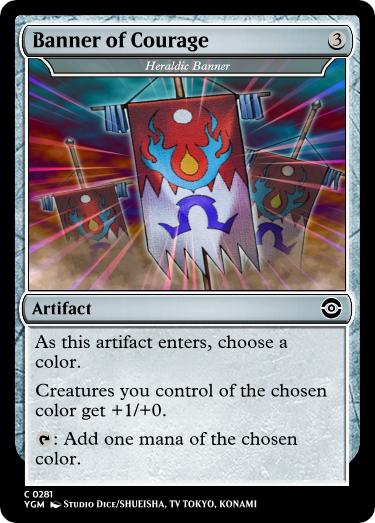 Banner of Courage 3
Heraldic Banner
Artifact
As this artifact enters, choose a
color.
Creatures you control of the chosen
color get +1/+0.
: Add one mana of the chosen
color.
C 0281
YGM Studio Dice/SHUEISHA, TV TOKYO, KONAMI